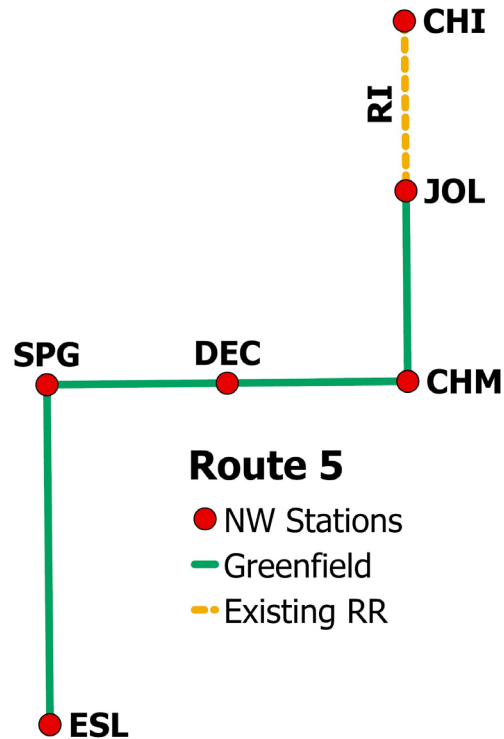 CHI
RI
JOL
SPG
DEC
CHM
Route 5
NW Stations
Greenfield
Existing RR
ESL